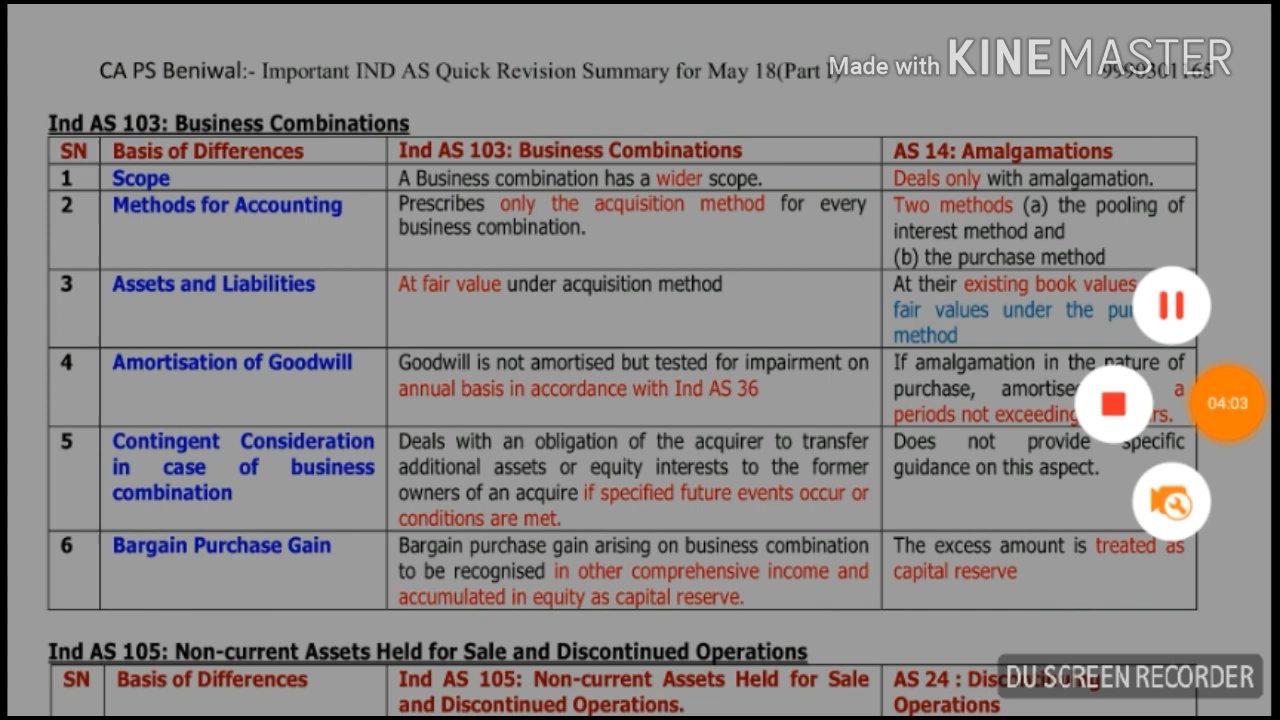 Made with KINEMASTER
CA PS Beniwal:- Important IND AS Quick Revision Summary for May 18(Part I)
Ind AS 103: Business Combinations
SN Basis of Differences Ind AS 103: Business Combinations AS 14: Amalgamations
1 Scope A Business combination has a wider scope. Deals only with amalgamation.
2 Methods for Accounting Prescribes only the acquisition method for every
business combination.
Two methods (a) the pooling of
interest method and
(b) the purchase method
3 Assets and Liabilities At fair value under acquisition method
At their existing book values
fair values under the
method
4 Amortisation of Goodwill Goodwill is not amortised but tested for impairment on
annual basis in accordance with Ind AS 36
If amalgamation in the nature of
purchase, a
periods not exceeding
5 Contingent Consideration
in case of business
combination
Deals with an obligation of the acquirer to transfer
additional assets or equity interests to the former
owners of an acquire if specified future events occur or
conditions are met.
Does not provide specific
guidance on this aspect.
6 Bargain Purchase Gain Bargain purchase gain arising on business combination
to be recognised in other comprehensive income and
accumulated in equity as capital reserve.
The excess amount is treated as
capital reserve
04:03
Ind AS 105: Non-current Assets Held for Sale and Discontinued Operations
SN Basis of Differences Ind AS 105: Non-current Assets Held for Sale
and Discontinued Operations.
AS 24 :
Operations
DU SCREEN RECORDER